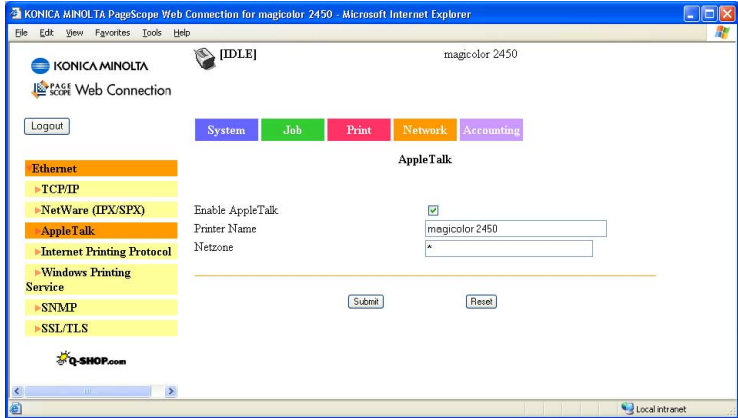 KONICA MINOLTA PageScope Web Connection for magicolor 2450 - Microsoft Internet Explorer
File Edit View Favorites Tools Help
KONICA MINOLTA
PAGE SCOPE Web Connection
[IDLE]
magicolor 2450
Logout
System Job Print Network Accounting
AppleTalk
Ethernet
TCP/IP
NetWare (IPX/SPX)
AppleTalk
Internet Printing Protocol
Windows Printing
Service
SNMP
SSL/TLS
Q-SHOP.com
Enable AppleTalk
Printer Name magicolor 2450
Netzone *
Submit Reset
Local intranet